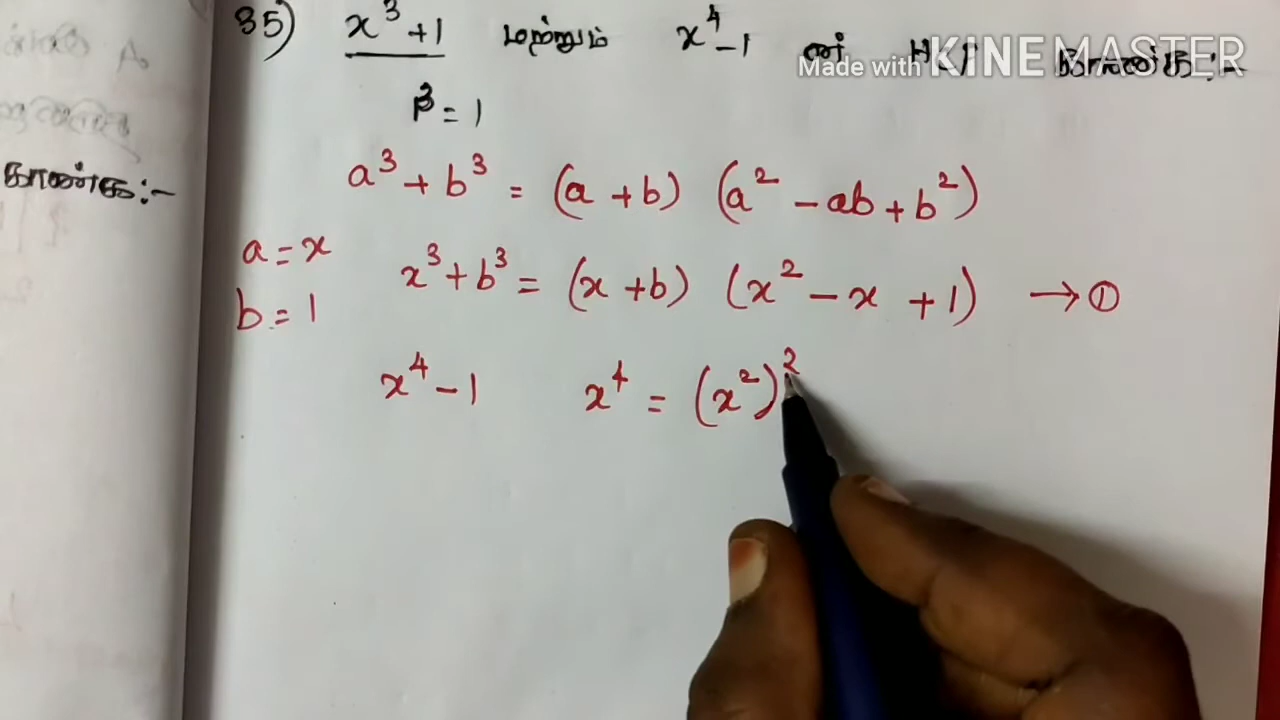 35) x³ + 1 மற்றும் x⁴ - 1 ன் காண்க :-
Made with KINEMASTER
1³ = 1
காண்க :-
a³ + b³ = (a + b) (a² - ab + b²)
a = x x³ + b³ = (x + b) (x² - x + 1) → ①
b = 1
x⁴ - 1 x⁴ = (x²)²